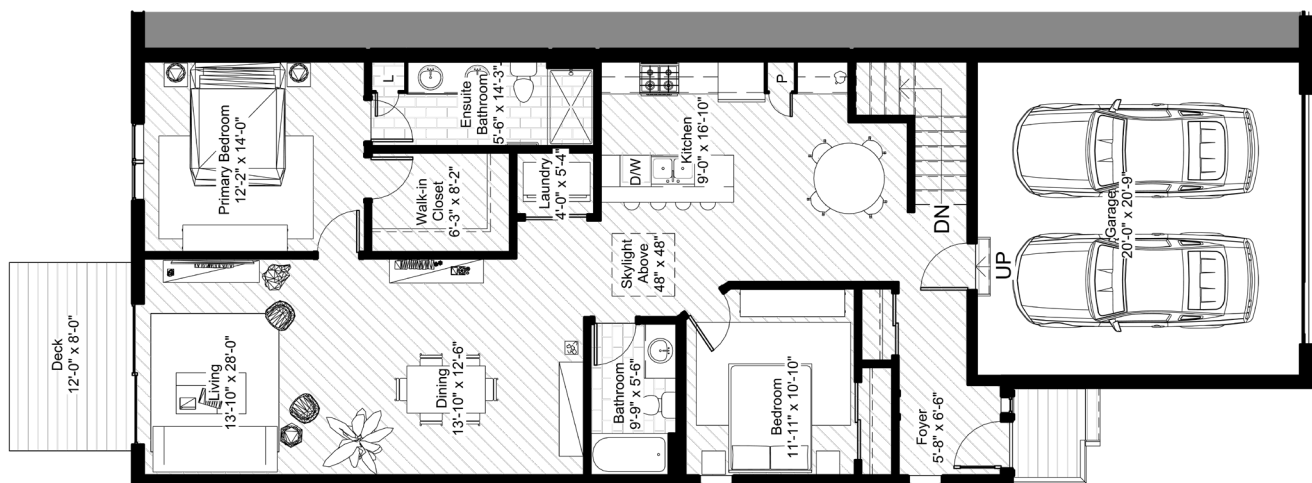 Deck
12'-0" x 8'-0"
Primary Bedroom
12'-2" x 14'-0"
Living
13'-10" x 28'-0"
L
Ensuite
Bathroom
5'-6" x 14'-3"
Walk-in
Closet
6'-3" x 8'-2"
Laundry
4'-0" x 5'-4"
Dining
13'-10" x 12'-6"
D/W
Kitchen
9'-0" x 16'-10"
P
Skylight
Above
48" x 48"
Bathroom
9'-9" x 5'-6"
Bedroom
11'-11" x 10'-10"
DN
UP
Foyer
5'-8" x 6'-6"
Garage
20'-0" x 20'-9"